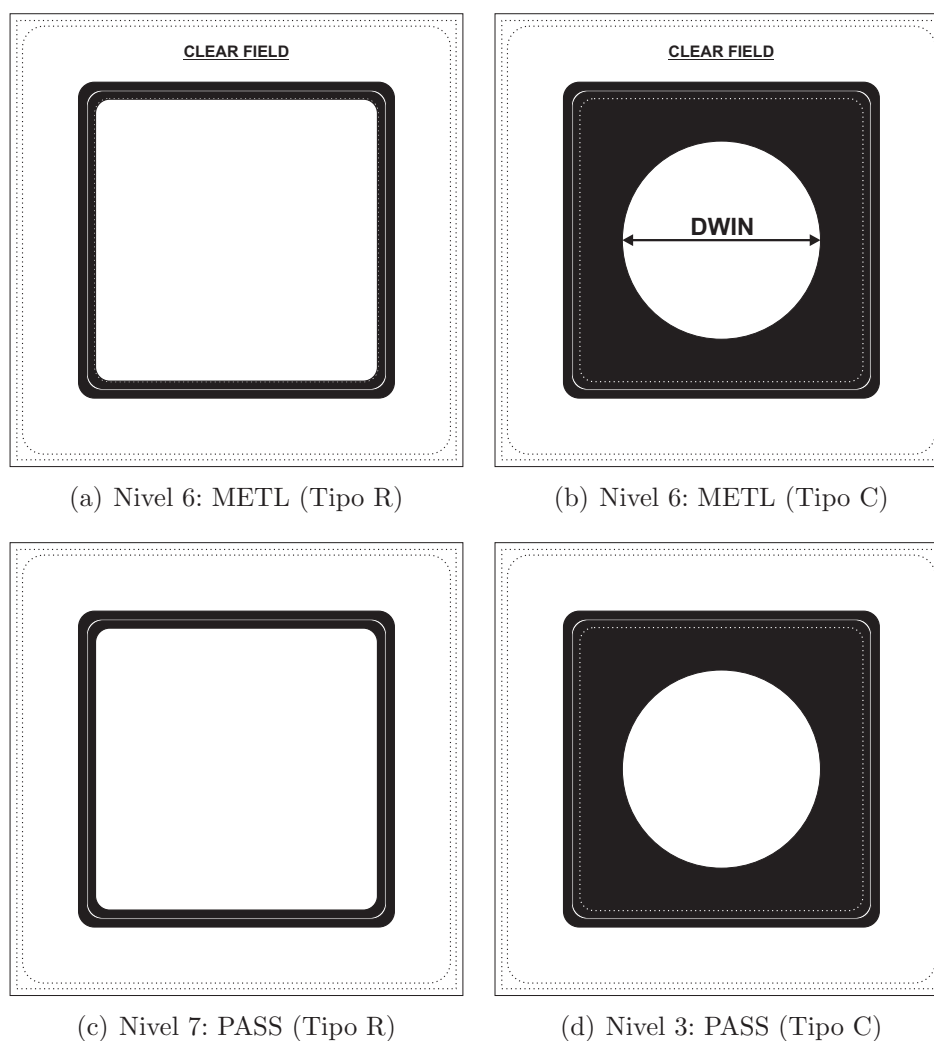 CLEAR FIELD
CLEAR FIELD
DWIN
(a) Nivel 6: METL (Tipo R)
(b) Nivel 6: METL (Tipo C)
(c) Nivel 7: PASS (Tipo R)
(d) Nivel 3: PASS (Tipo C)